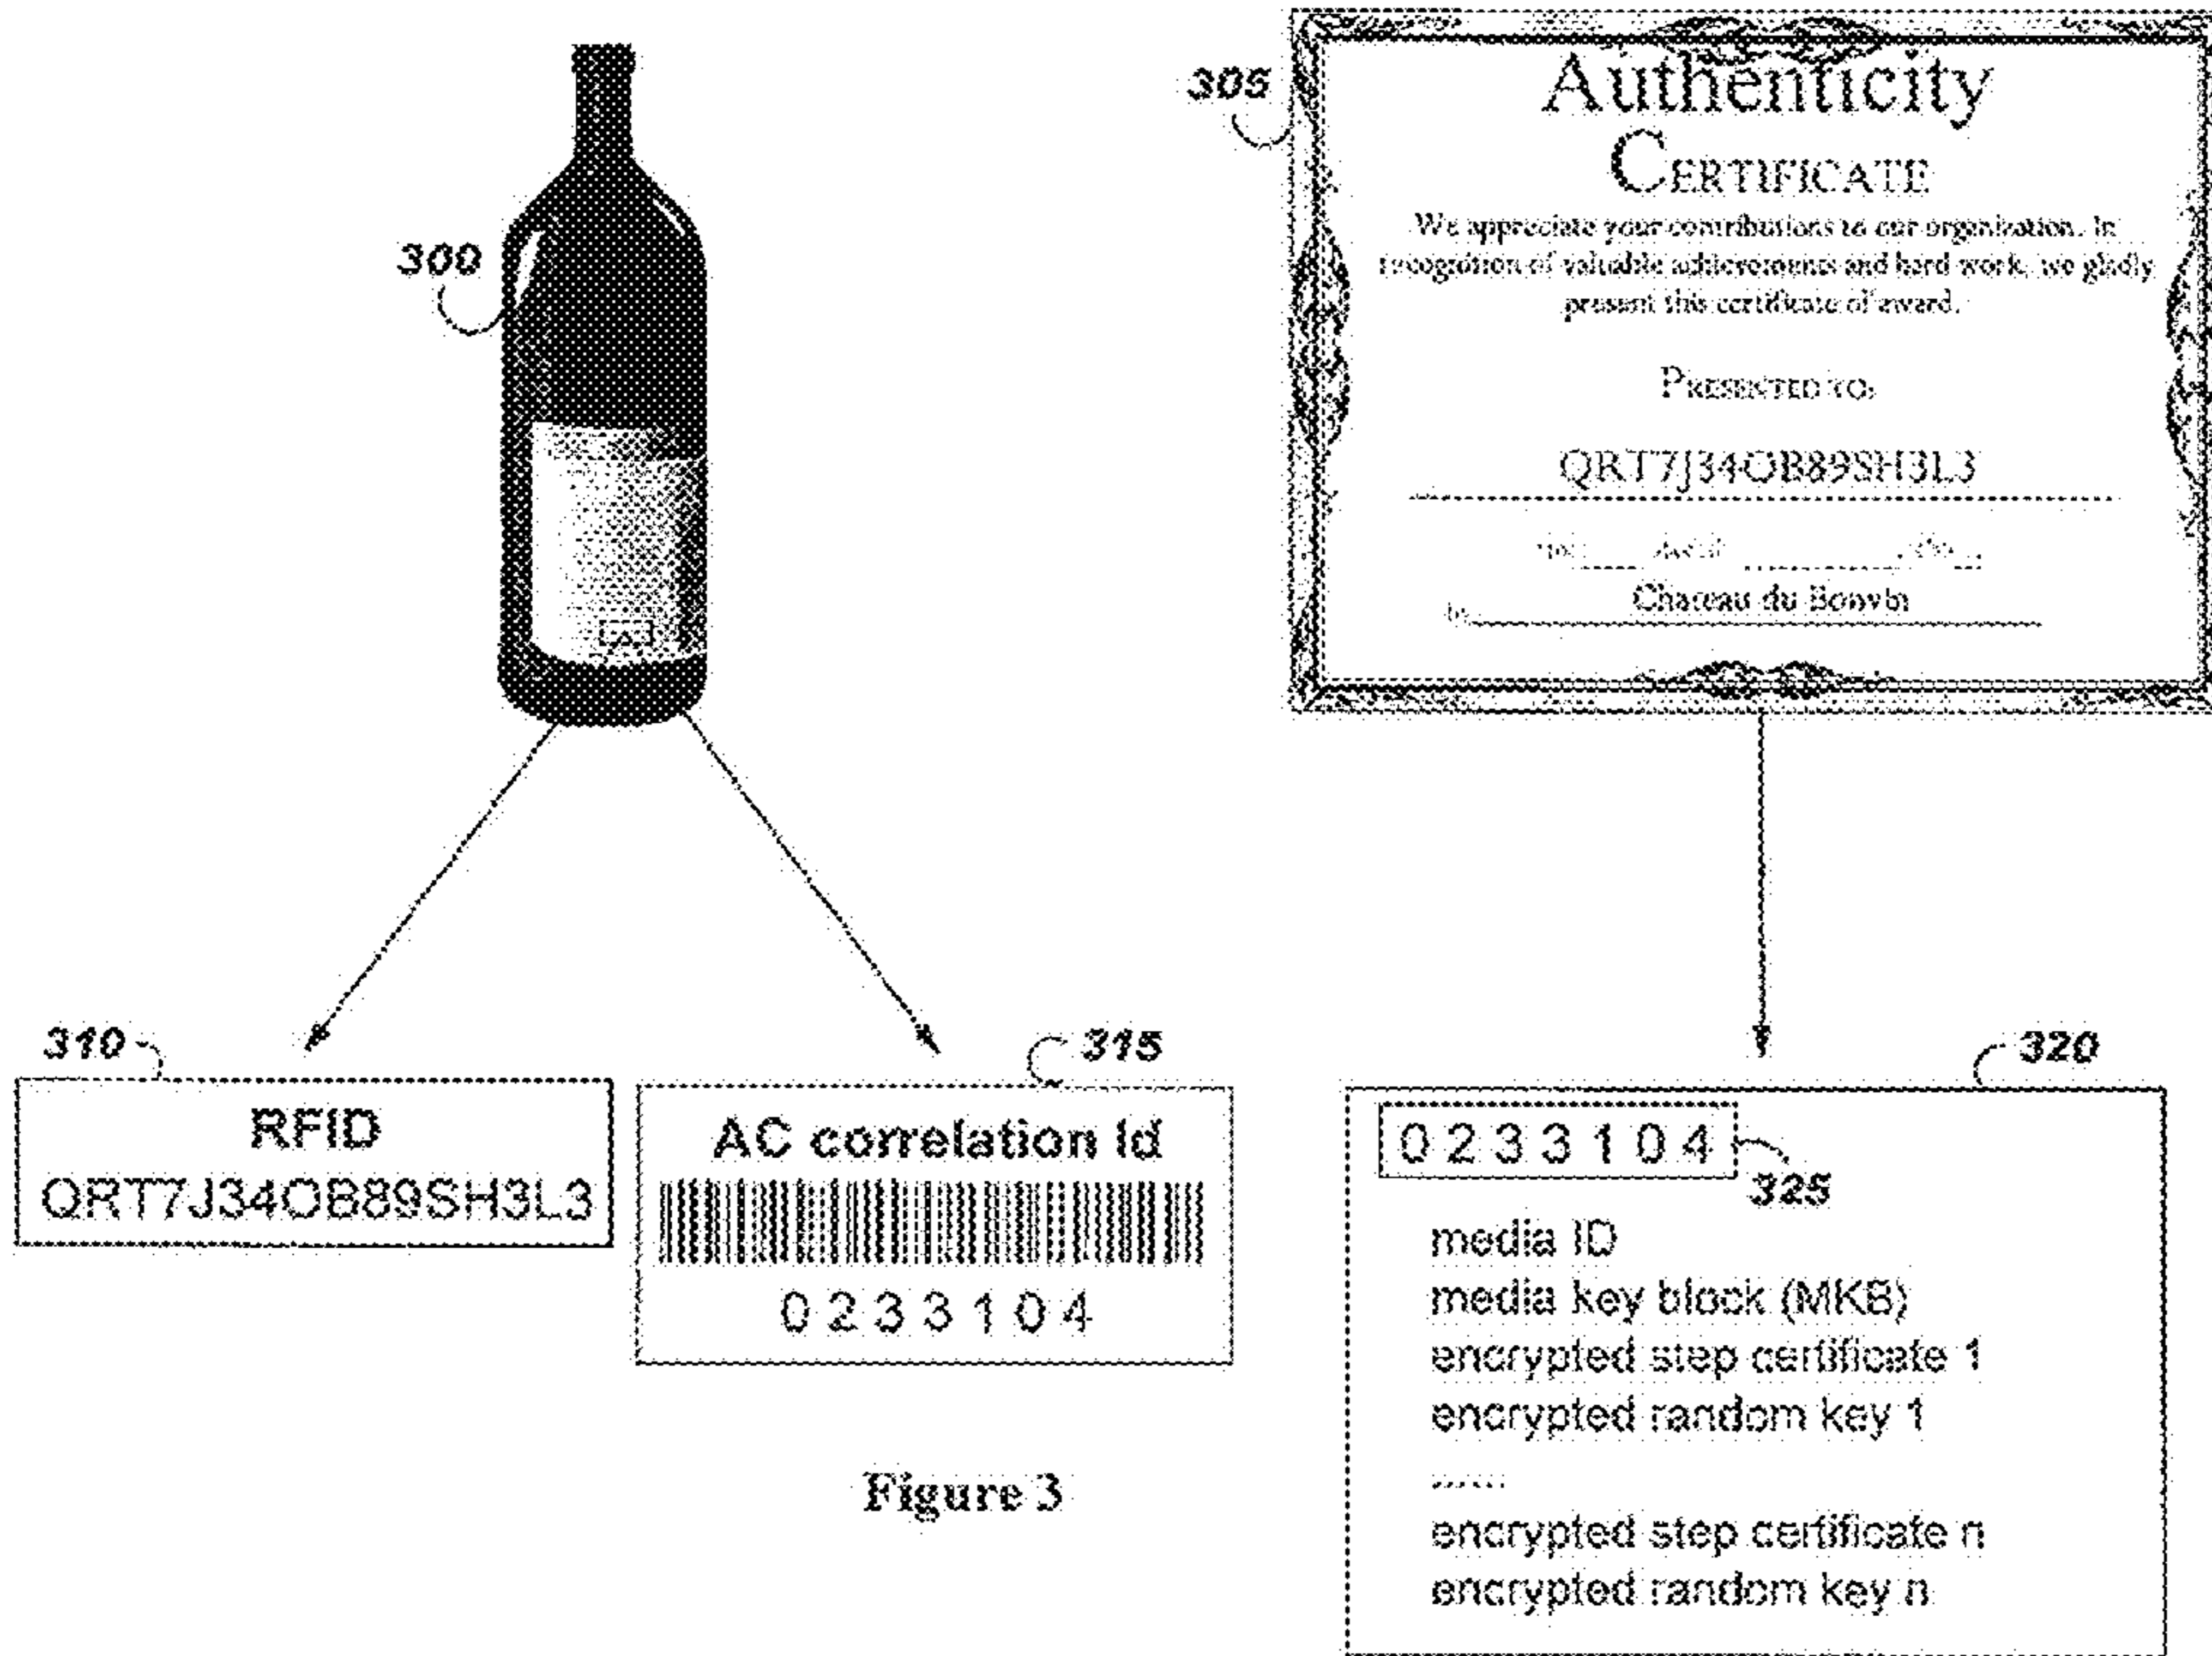 305
Authenticity
CERTIFICATE
We appreciate your contributions to our organization. In
recognition of valuable achievements and hard work, we gladly
present this certificate of award.
PRESENTED TO:
QRT7J34OB89SH3L3
Chateau du Bonvin
by
300
310
RFID
QRT7J34OB89SH3L3
315
AC correlation Id
0 2 3 3 1 0 4
320
0 2 3 3 1 0 4
325
media ID
media key block (MKB)
encrypted step certificate 1
encrypted random key 1
......
encrypted step certificate n
encrypted random key n
Figure 3